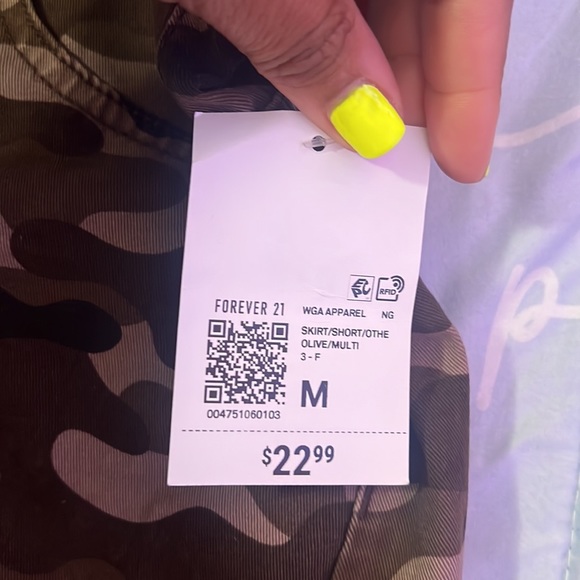 RFID
FOREVER 21
WGA APPAREL NG
SKIRT/SHORT/OTHE
OLIVE/MULTI
3 - F
M
004751060103
$22.99
p